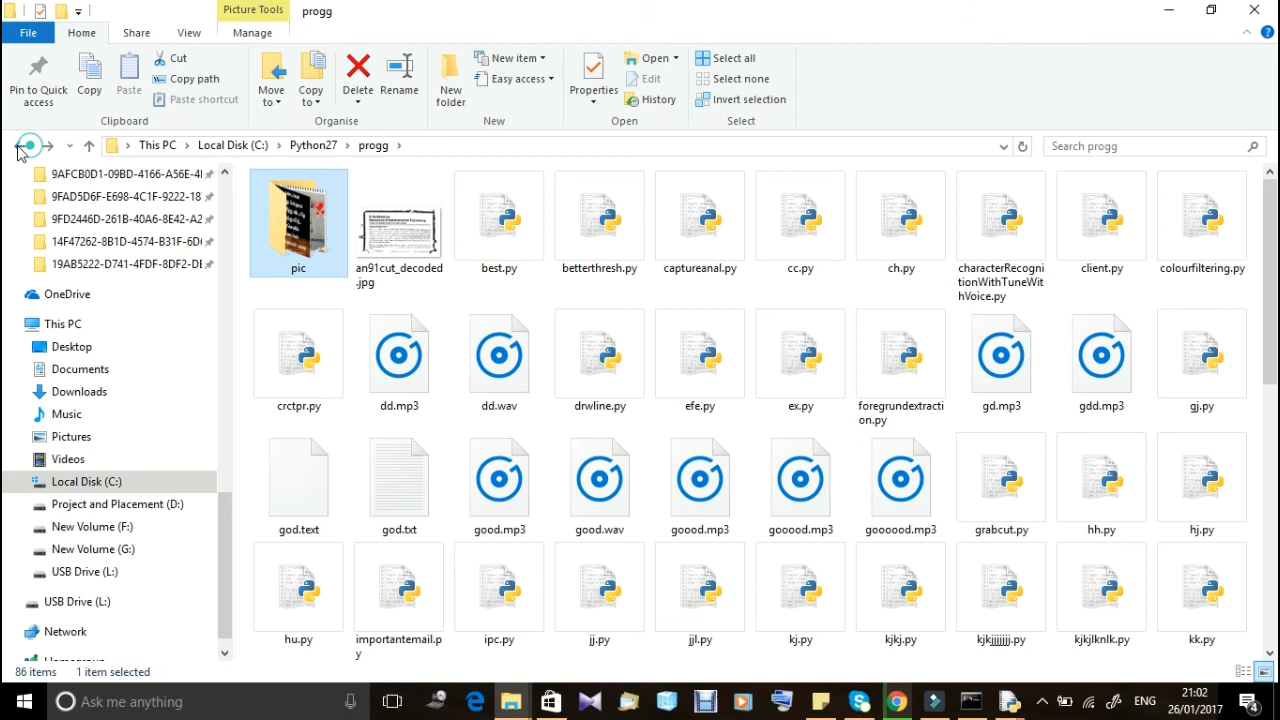 Picture Tools
progg
File
Home
Share
View
Manage
Pin to Quick access
Copy
Paste
Cut
Copy path
Paste shortcut
Clipboard
Move to
Copy to
Delete
Rename
Organise
New folder
New item
Easy access
New
Properties
Open
Edit
History
Open
Select all
Select none
Invert selection
Select
This PC
Local Disk (C:)
Python27
progg
Search progg
9AFCB0D1-09BD-4166-A56E-4
9FAD5D6F-E698-4C1F-9222-18
9FD2446D-261B-40A6-8E42-A2
14F47262-8B1D-4574-B31F-6D
19AB5222-D741-4FDF-8DF2-DE
OneDrive
This PC
Desktop
Documents
Downloads
Music
Pictures
Videos
Local Disk (C:)
Project and Placement (D:)
New Volume (F:)
New Volume (G:)
USB Drive (L:)
USB Drive (L:)
Network
Homegroup
pic
an91cut_decoded.jpg
best.py
betterthresh.py
captureanal.py
cc.py
ch.py
characterRecognitionWithTuneWithVoice.py
client.py
colourfiltering.py
crctpr.py
dd.mp3
dd.wav
drwline.py
efe.py
ex.py
foregrundextraction.py
gd.mp3
gdd.mp3
gj.py
god.text
god.txt
good.mp3
good.wav
goood.mp3
gooood.mp3
goooood.mp3
grabcut.py
hh.py
hj.py
hu.py
importantemail.py
ipc.py
jj.py
jjl.py
kj.py
kjkj.py
kjkjjjjjjj.py
kjkjlknlk.py
kk.py
86 items
1 item selected
Ask me anything
ENG
21:02
26/01/2017
4